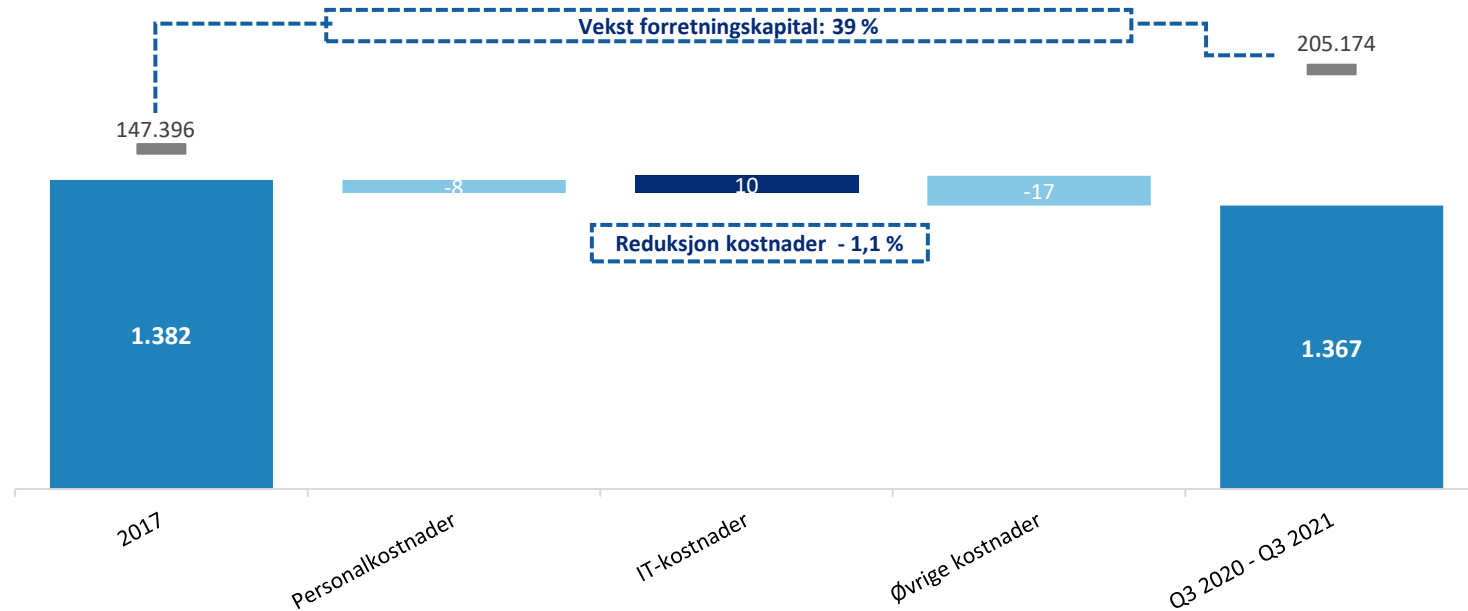 Vekst forretningskapital: 39 %
205.174
147.396
-8
10
-17
Reduksjon kostnader - 1,1 %
1.382
1.367
2017
Personalkostnader
IT-kostnader
Øvrige kostnader
Q3 2020 - Q3 2021